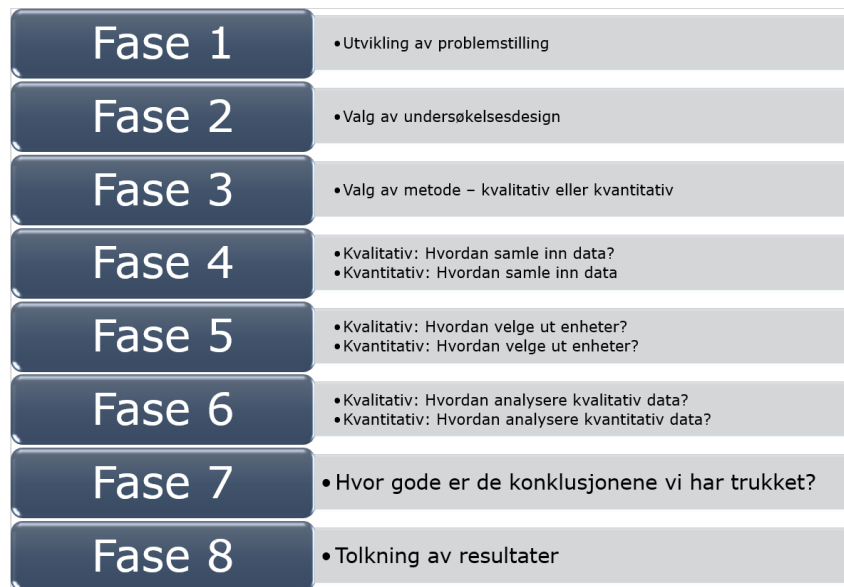 Fase 1
•Utvikling av problemstilling
Fase 2
•Valg av undersøkelsesdesign
Fase 3
•Valg av metode – kvalitativ eller kvantitativ
Fase 4
•Kvalitativ: Hvordan samle inn data?
•Kvantitativ: Hvordan samle inn data
Fase 5
•Kvalitativ: Hvordan velge ut enheter?
•Kvantitativ: Hvordan velge ut enheter?
Fase 6
•Kvalitativ: Hvordan analysere kvalitativ data?
•Kvantitativ: Hvordan analysere kvantitativ data?
Fase 7
•Hvor gode er de konklusjonene vi har trukket?
Fase 8
•Tolkning av resultater